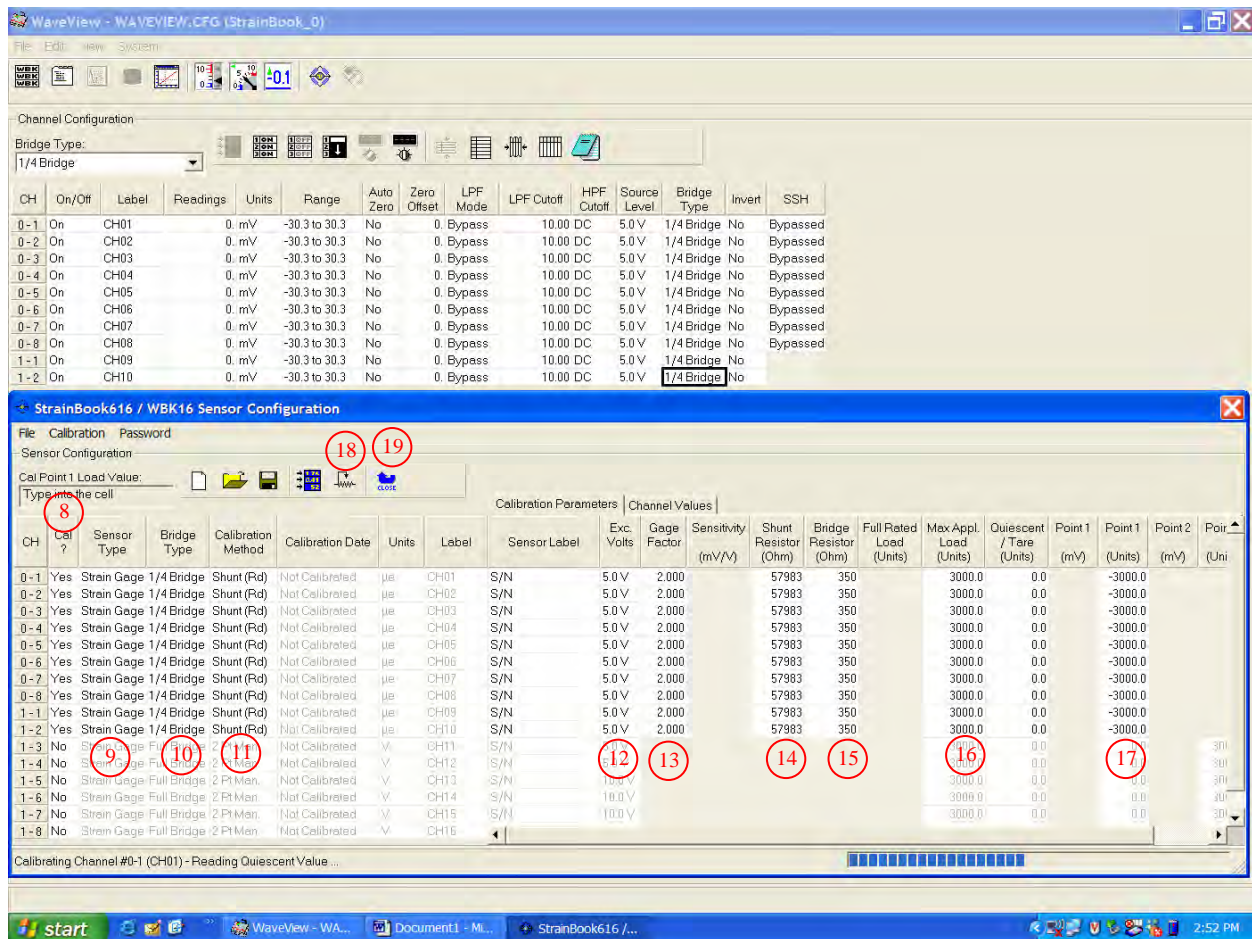 WaveView - WAVEVIEW.CFG (StrainBook_0)
File Edit View System
Channel Configuration
Bridge Type:
1/4 Bridge
CH On/Off Label Readings Units Range Auto Zero Zero Offset LPF Mode LPF Cutoff HPF Cutoff Source Level Bridge Type Invert SSH
0-1 On CH01 0. mV -30.3 to 30.3 No 0. Bypass 10.00 DC 5.0 V 1/4 Bridge No Bypassed
0-2 On CH02 0. mV -30.3 to 30.3 No 0. Bypass 10.00 DC 5.0 V 1/4 Bridge No Bypassed
0-3 On CH03 0. mV -30.3 to 30.3 No 0. Bypass 10.00 DC 5.0 V 1/4 Bridge No Bypassed
0-4 On CH04 0. mV -30.3 to 30.3 No 0. Bypass 10.00 DC 5.0 V 1/4 Bridge No Bypassed
0-5 On CH05 0. mV -30.3 to 30.3 No 0. Bypass 10.00 DC 5.0 V 1/4 Bridge No Bypassed
0-6 On CH06 0. mV -30.3 to 30.3 No 0. Bypass 10.00 DC 5.0 V 1/4 Bridge No Bypassed
0-7 On CH07 0. mV -30.3 to 30.3 No 0. Bypass 10.00 DC 5.0 V 1/4 Bridge No Bypassed
0-8 On CH08 0. mV -30.3 to 30.3 No 0. Bypass 10.00 DC 5.0 V 1/4 Bridge No Bypassed
1-1 On CH09 0. mV -30.3 to 30.3 No 0. Bypass 10.00 DC 5.0 V 1/4 Bridge No
1-2 On CH10 0. mV -30.3 to 30.3 No 0. Bypass 10.00 DC 5.0 V 1/4 Bridge No
StrainBook616 / WBK16 Sensor Configuration
File Calibration Password
Sensor Configuration
18 19
Cal Point 1 Load Value:
Type into the cell
CLOSE
8
Calibration Parameters Channel Values
CH Cal ? Sensor Type Bridge Type Calibration Method Calibration Date Units Label Sensor Label Exc. Volts Gage Factor Sensitivity (mV/V) Shunt Resistor (Ohm) Bridge Resistor (Ohm) Full Rated Load (Units) Max Appl. Load (Units) Quiescent / Tare (Units) Point 1 (mV) Point 1 (Units) Point 2 (mV) Poir (Uni
0-1 Yes Strain Gage 1/4 Bridge Shunt (Rd) Not Calibrated µe CH01 S/N 5.0 V 2.000 57983 350 3000.0 0.0 -3000.0
0-2 Yes Strain Gage 1/4 Bridge Shunt (Rd) Not Calibrated µe CH02 S/N 5.0 V 2.000 57983 350 3000.0 0.0 -3000.0
0-3 Yes Strain Gage 1/4 Bridge Shunt (Rd) Not Calibrated µe CH03 S/N 5.0 V 2.000 57983 350 3000.0 0.0 -3000.0
0-4 Yes Strain Gage 1/4 Bridge Shunt (Rd) Not Calibrated µe CH04 S/N 5.0 V 2.000 57983 350 3000.0 0.0 -3000.0
0-5 Yes Strain Gage 1/4 Bridge Shunt (Rd) Not Calibrated µe CH05 S/N 5.0 V 2.000 57983 350 3000.0 0.0 -3000.0
0-6 Yes Strain Gage 1/4 Bridge Shunt (Rd) Not Calibrated µe CH06 S/N 5.0 V 2.000 57983 350 3000.0 0.0 -3000.0
0-7 Yes Strain Gage 1/4 Bridge Shunt (Rd) Not Calibrated µe CH07 S/N 5.0 V 2.000 57983 350 3000.0 0.0 -3000.0
0-8 Yes Strain Gage 1/4 Bridge Shunt (Rd) Not Calibrated µe CH08 S/N 5.0 V 2.000 57983 350 3000.0 0.0 -3000.0
1-1 Yes Strain Gage 1/4 Bridge Shunt (Rd) Not Calibrated µe CH09 S/N 5.0 V 2.000 57983 350 3000.0 0.0 -3000.0
1-2 Yes Strain Gage 1/4 Bridge Shunt (Rd) Not Calibrated µe CH10 S/N 5.0 V 2.000 57983 350 3000.0 0.0 -3000.0
1-3 No Strain Gage Full Bridge 2 Pt Man. Not Calibrated V CH11 S/N 3000.0 0.0 0.0
1-4 No Strain Gage Full Bridge 2 Pt Man. Not Calibrated V CH12 S/N 3000.0 0.0 0.0
9 10 11 12 13 14 15 16 17
1-5 No Strain Gage Full Bridge 2 Pt Man. Not Calibrated V CH13 S/N 10.0 V 3000.0 0.0 0.0
1-6 No Strain Gage Full Bridge 2 Pt Man. Not Calibrated V CH14 S/N 10.0 V 3000.0 0.0 0.0
1-7 No Strain Gage Full Bridge 2 Pt Man. Not Calibrated V CH15 S/N 10.0 V 3000.0 0.0 0.0
1-8 No Strain Gage Full Bridge 2 Pt Man. Not Calibrated V CH16
Calibrating Channel #0-1 (CH01) - Reading Quiescent Value ...
start WaveView - WA... Document1 - Mi... StrainBook616 /... 2:52 PM